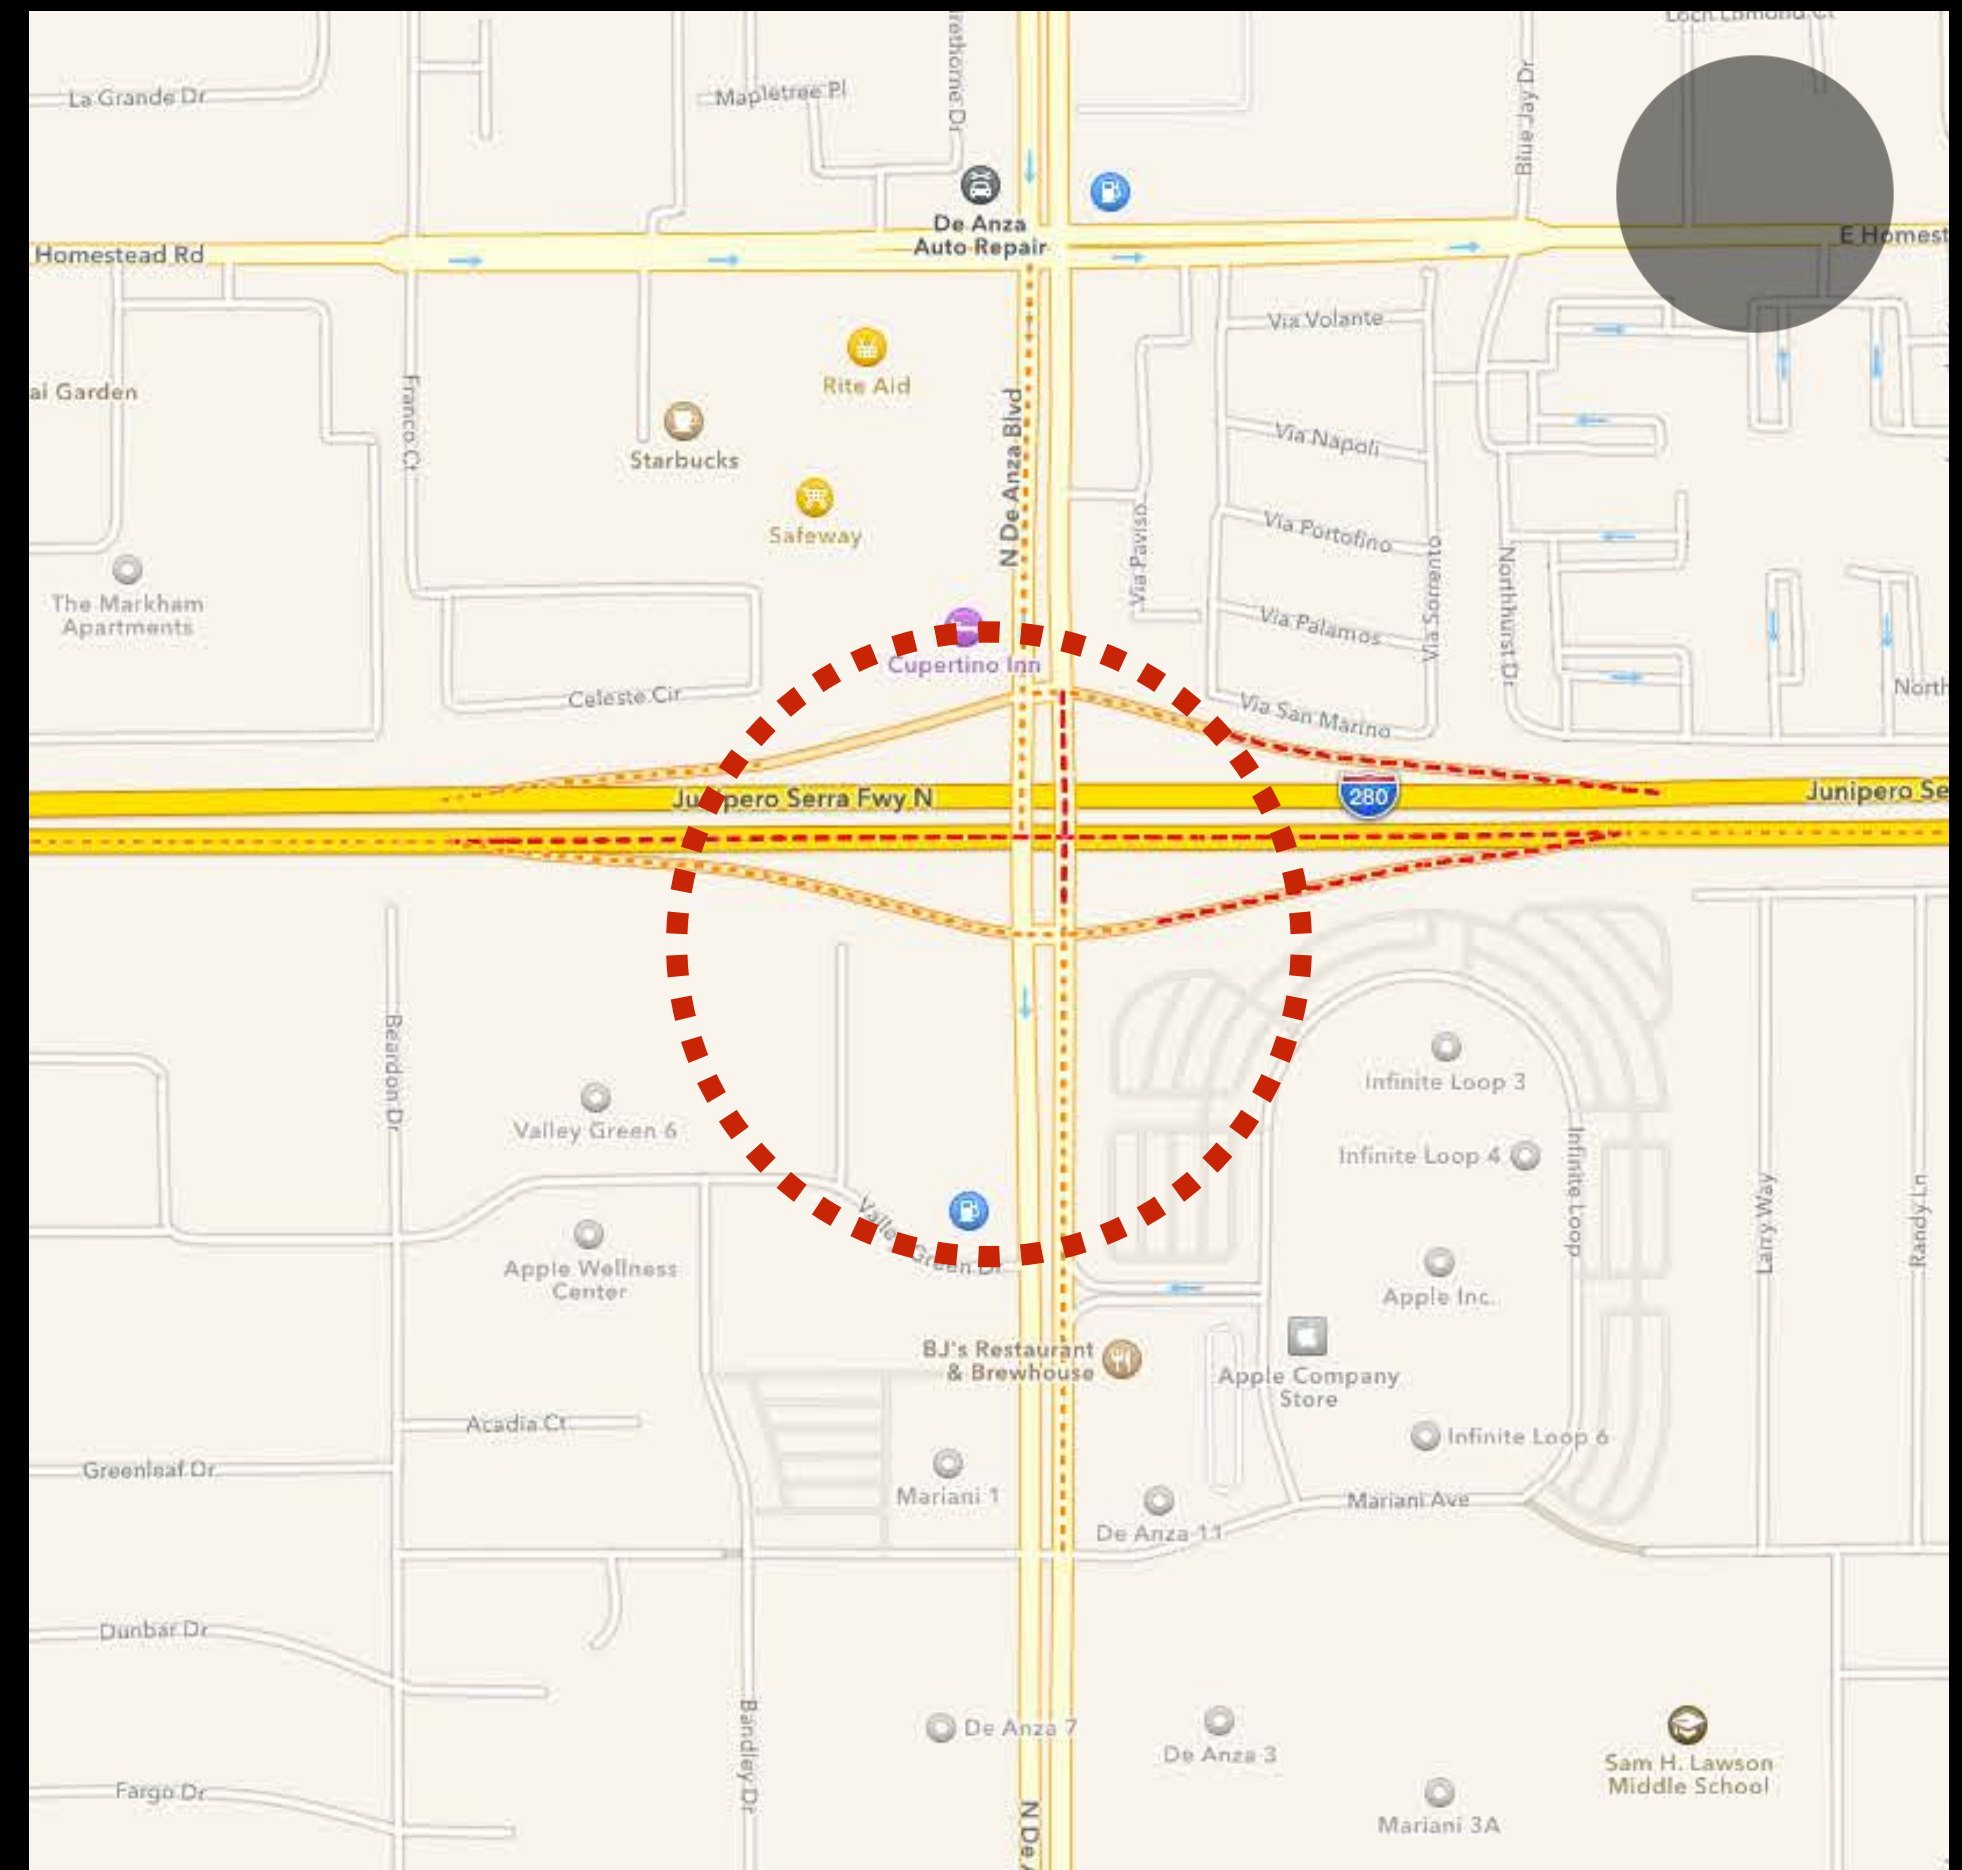 Loch Lomond Ct
La Grande Dr
Mapletree Pl
Blue Jay Dr
De Anza
Auto Repair
Homestead Rd
E Homest
Via Volante
Rite Aid
ai Garden
Franco Ct
N De Anza Blvd
Starbucks
Via Napoli
Safeway
Via Portofino
Via Paviso
Via Sorrento
Northhurst Dr
The Markham
Apartments
Via Palamos
Cupertino Inn
Celeste Cir
Via San Marino
North
Junipero Serra Fwy N
280
Junipero Se
Beardon Dr
Infinite Loop 3
Valley Green 6
Infinite Loop 4
Infinite Loop
Larry Way
Randy Ln
Valley Green Dr
Apple Wellness
Center
Apple Inc.
BJ's Restaurant
& Brewhouse
Apple Company
Store
Acadia Ct
Infinite Loop 6
Greenleaf Dr
Mariani 1
Mariani Ave
De Anza 11
Dunbar Dr
Bandley Dr
De Anza 7
De Anza 3
Sam H. Lawson
Middle School
Fargo Dr
Mariani 3A
N De A